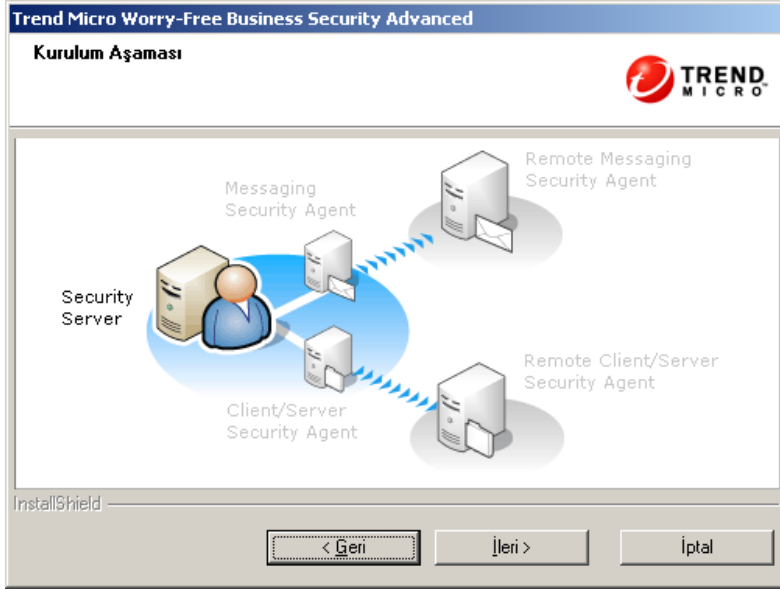 Trend Micro Worry-Free Business Security Advanced
Kurulum Aşaması
TREND
MICRO
Remote Messaging
Security Agent
Messaging
Security Agent
Security
Server
Remote Client/Server
Security Agent
Client/Server
Security Agent
InstallShield
< Geri
İleri >
İptal